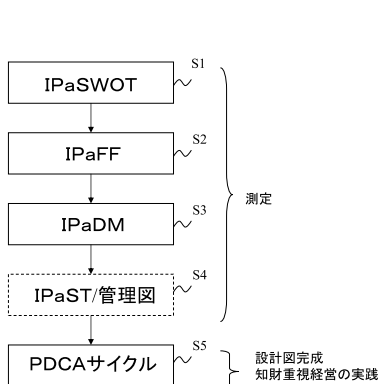 S1
IPaSWOT
S2
IPaFF
S3
IPaDM
測定
S4
IPaST/管理図
S5
PDCAサイクル
設計図完成
知財重視経営の実践